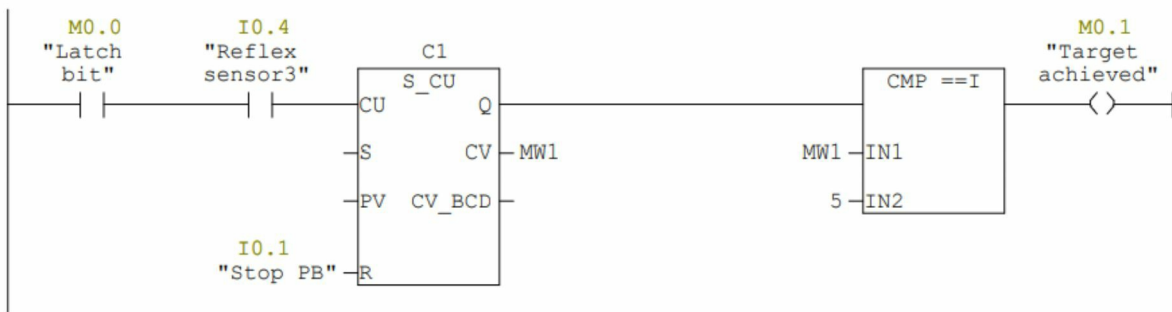 M0.0 I0.4 M0.1
"Latch "Reflex C1 "Target
bit" sensor3" achieved"
S_CU CMP ==I
CU Q
S CV MW1 MW1 IN1
PV CV_BCD 5 IN2
I0.1
"Stop PB" R